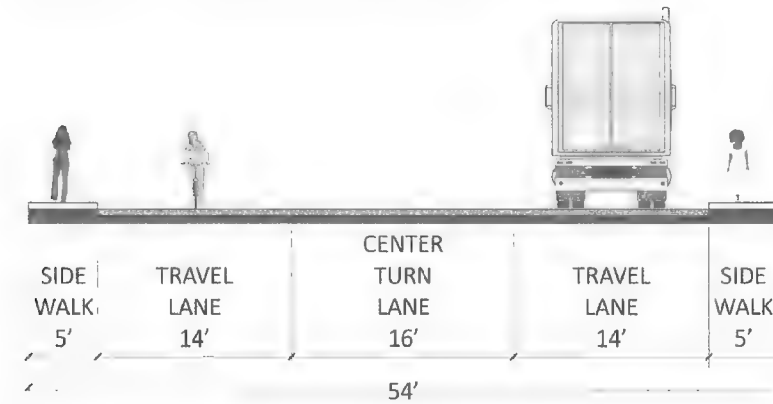 SIDE
WALK
5'
TRAVEL
LANE
14'
CENTER
TURN
LANE
16'
TRAVEL
LANE
14'
SIDE
WALK
5'
54'